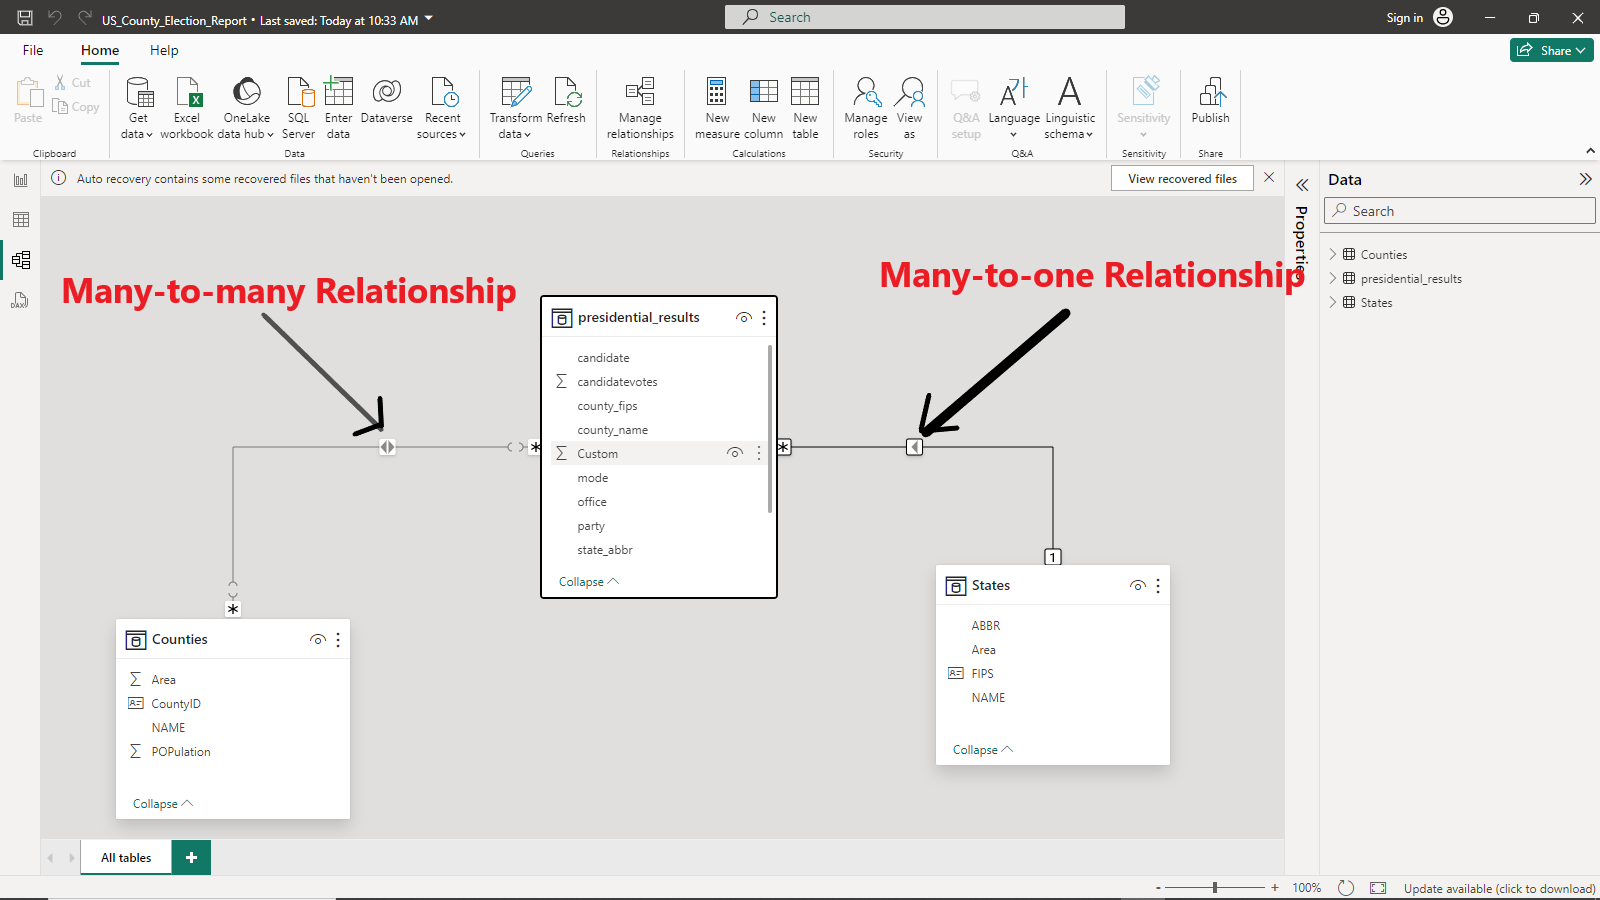 US_County_Election_Report • Last saved: Today at 10:33 AM
Search
Sign in
File Home Help
Share
Paste
Cut
Copy
Clipboard
Get data
Excel workbook
OneLake data hub
SQL Server
Enter data
Dataverse
Recent sources
Data
Transform data
Refresh
Queries
Manage relationships
Relationships
New measure
New column
New table
Calculations
Manage roles
View as
Security
Q&A setup
Language
Linguistic schema
Q&A
Sensitivity
Sensitivity
Publish
Share
Auto recovery contains some recovered files that haven't been opened.
View recovered files
Many-to-many Relationship
Many-to-one Relationship
presidential_results
candidate
candidatevotes
county_fips
county_name
Custom
mode
office
party
state_abbr
Collapse
*
*
*
1
Counties
Area
CountyID
NAME
POPulation
Collapse
States
ABBR
Area
FIPS
NAME
Collapse
Properties
Data
Search
Counties
presidential_results
States
DAX
All tables
+
- + 100%
Update available (click to download)